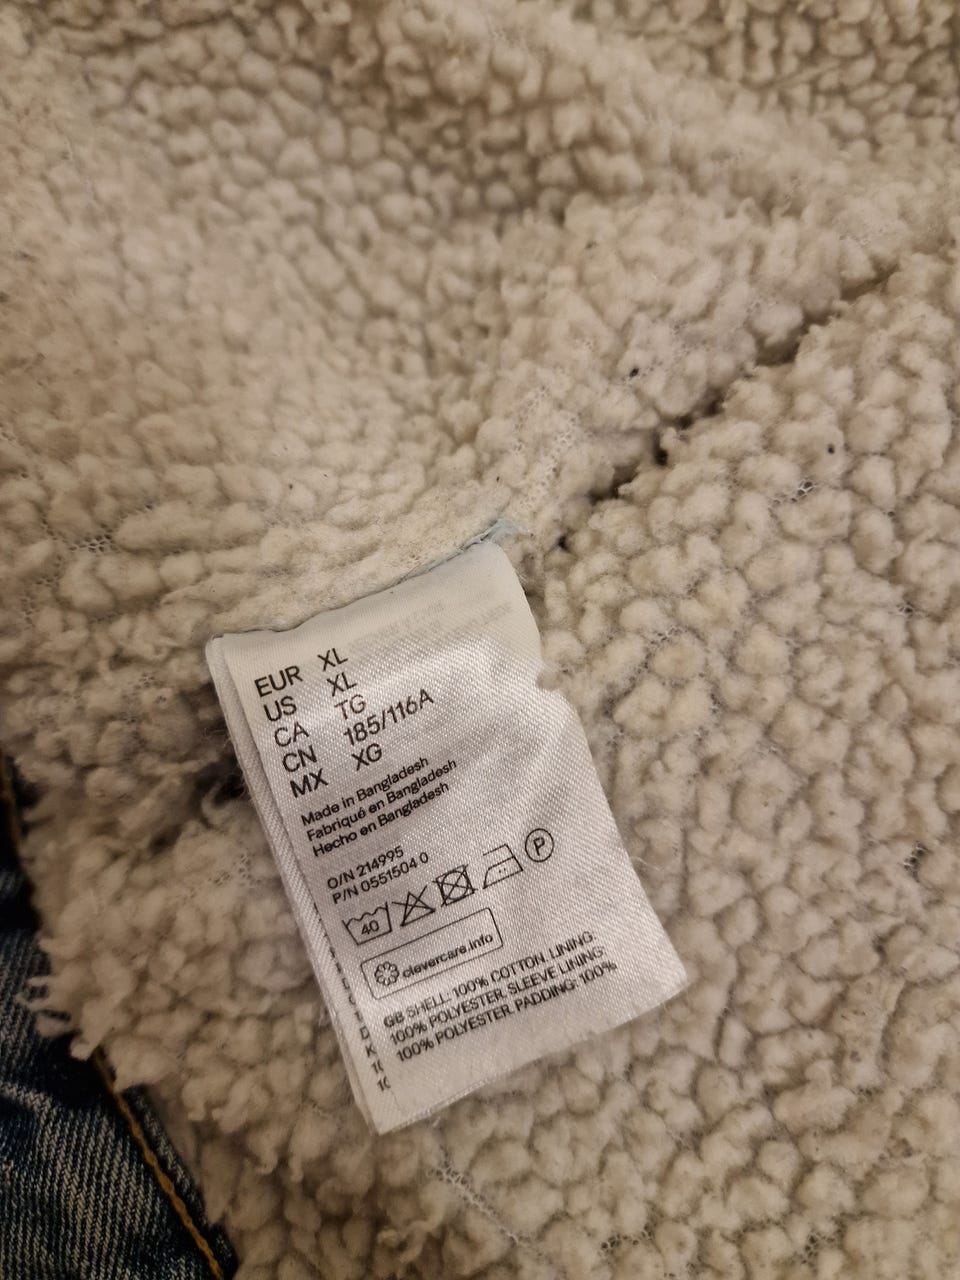 EUR XL
US XL
CA TG
CN 185/116A
MX XG
Made in Bangladesh
Fabriqué en Bangladesh
Hecho en Bangladesh
O/N 214995
P/N 0551504 0
40 P
clevercare.info
GB SHELL: 100% COTTON. LINING:
100% POLYESTER. SLEEVE LINING:
100% POLYESTER. PADDING: 100%